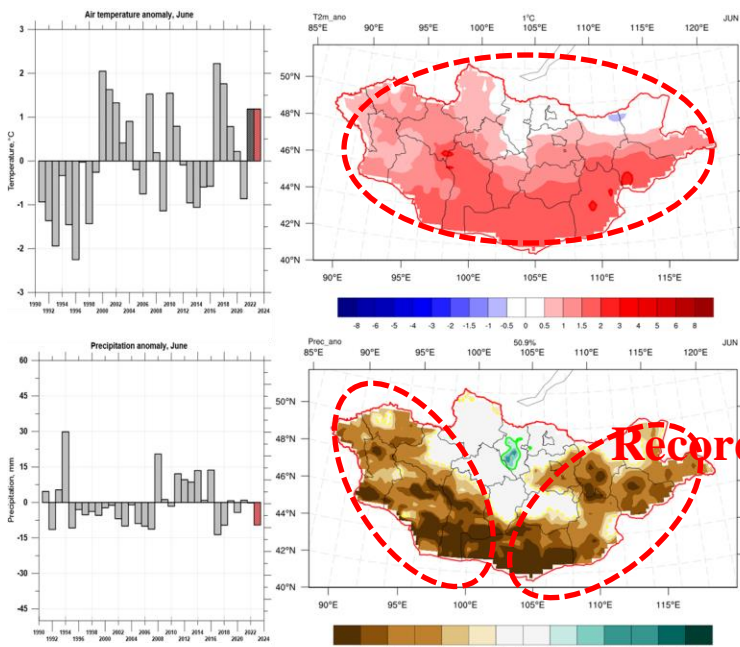 Air temperature anomaly, June
3
2
1
0
-1
-2
-3
Temperature, °C
1990 1994 1998 2002 2006 2010 2014 2018 2022
1992 1996 2000 2004 2008 2012 2016 2020 2024
T2m_ano 1°C JUN
85°E 90°E 95°E 100°E 105°E 110°E 115°E 120°E
50°N
48°N
46°N
44°N
42°N
40°N
90°E 95°E 100°E 105°E 110°E 115°E
-8 -6 -4 -3 -2 -1.5 -1 -0.5 0 0.5 1 1.5 2 3 4 6 8
Precipitation anomaly, June
60
45
30
15
0
-15
-30
-45
Precipitation, mm
1990 1994 1998 2002 2006 2010 2014 2018 2022
1992 1996 2000 2004 2008 2012 2016 2020 2024
Prec_ano 50.9% JUN
85°E 90°E 95°E 100°E 105°E 110°E 115°E 120°E
50°N
48°N
46°N
44°N
42°N
40°N
Record
90°E 95°E 100°E 105°E 110°E 115°E